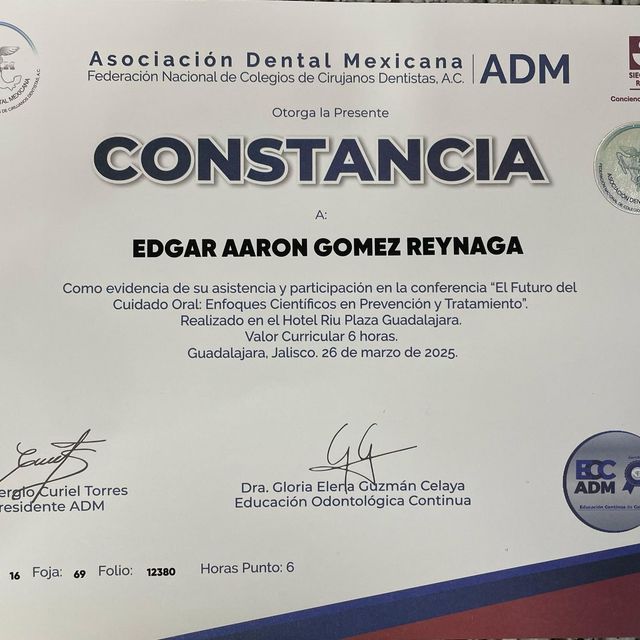 Asociación Dental Mexicana
Federación Nacional de Colegios de Cirujanos Dentistas, A.C.
ADM
Otorga la Presente
CONSTANCIA
A:
EDGAR AARON GOMEZ REYNAGA
Como evidencia de su asistencia y participación en la conferencia “El Futuro del
Cuidado Oral: Enfoques Científicos en Prevención y Tratamiento”.
Realizado en el Hotel Riu Plaza Guadalajara.
Valor Curricular 6 horas.
Guadalajara, Jalisco. 26 de marzo de 2025.
Curiel Torres
ADM
Dra. Gloria Elena Guzmán Celaya
Educación Odontológica Continua
ECC
ADM
16 Foja: 69 Folio: 12380 Horas Punto: 6